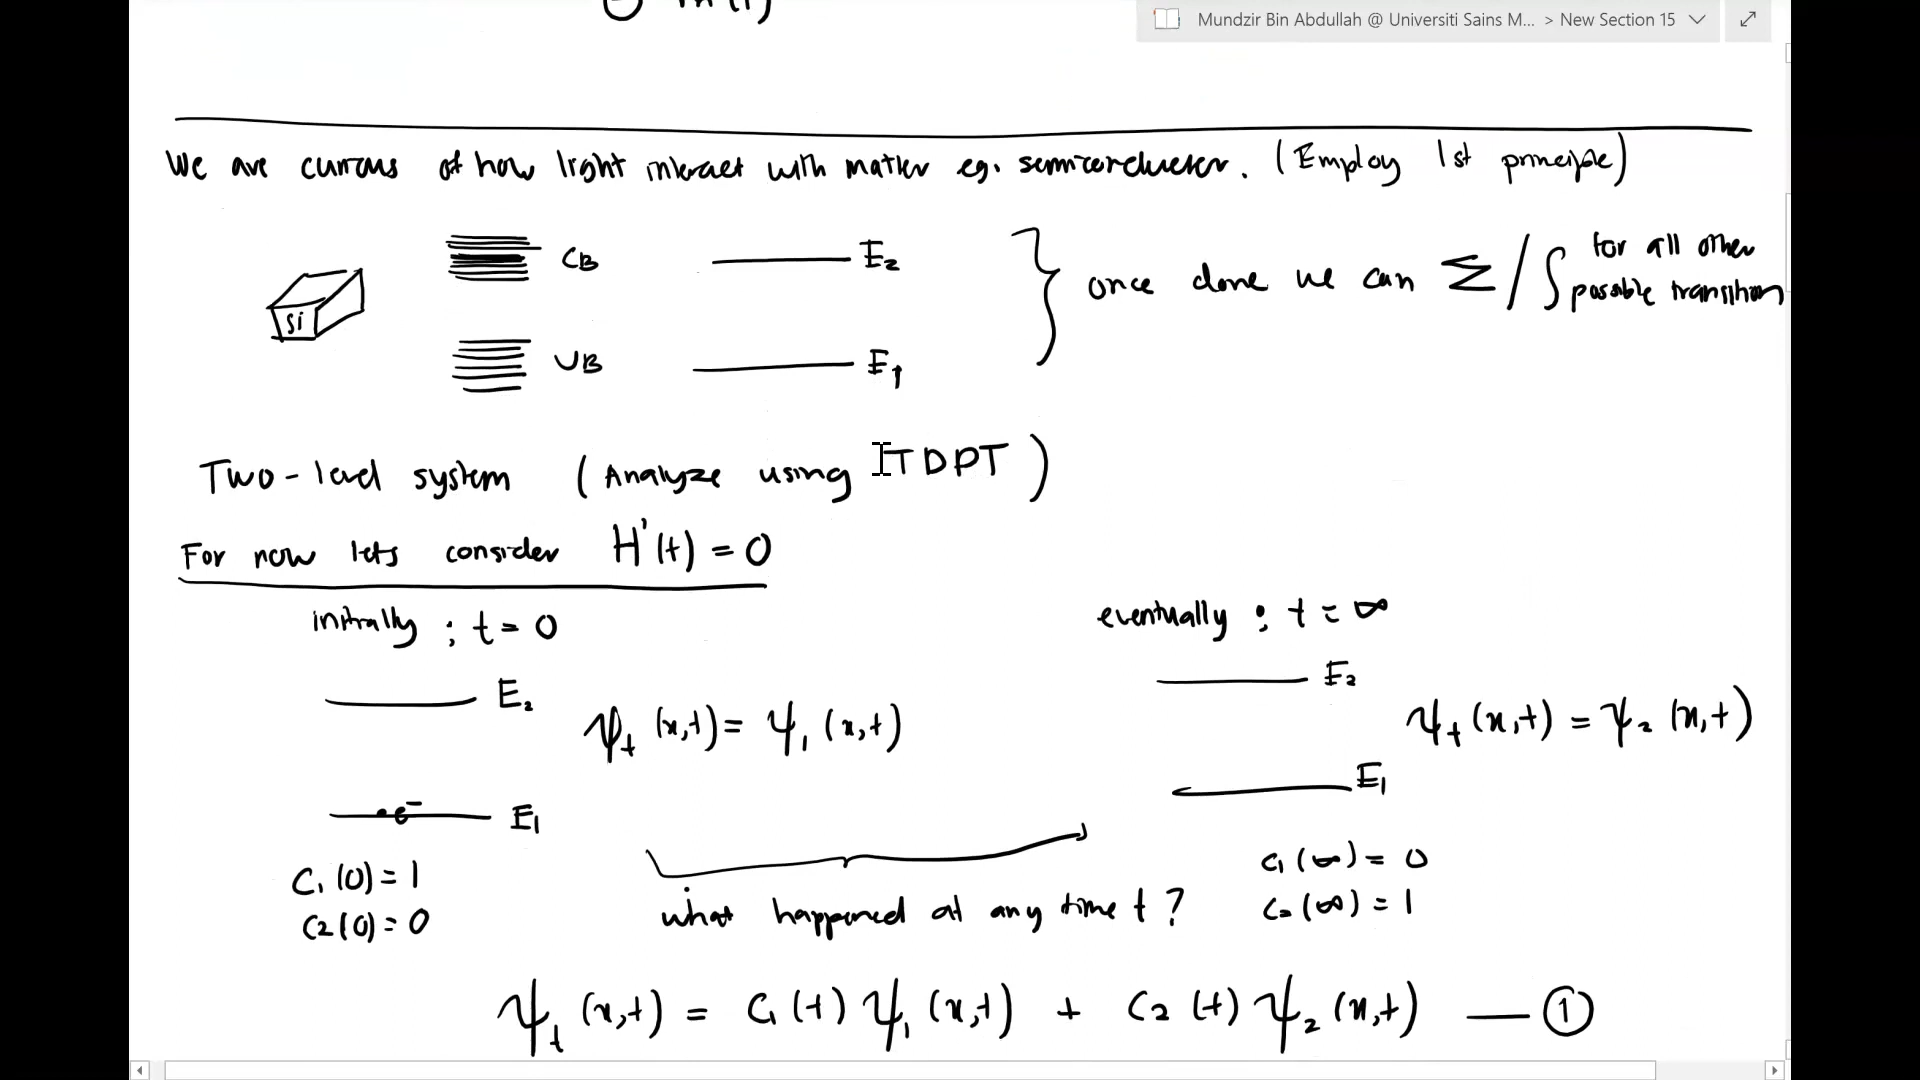 Mundzir Bin Abdullah @ Universiti Sains M... > New Section 15
We are curious of how light interact with matter eg. semiconductor. (Employ 1st principle)
Si
CB
E₂
VB
E₁
once done we can Σ/∫ for all other possible transition
Two-level system (Analyze using TDPT)
For now lets consider H'(t) = 0
initially ; t = 0
E₂
ψₜ (x,t) = ψ₁ (x,t)
e⁻
E₁
C₁ (0) = 1
C2 (0) = 0
what happened at any time t ?
eventually ; t = ∞
E₂
ψₜ (x,t) = ψ₂ (x,t)
E₁
C₁ (∞) = 0
C₂ (∞) = 1
ψₜ (x,t) = C₁ (t) ψ₁ (x,t) + C₂ (t) ψ₂ (x,t) — ①